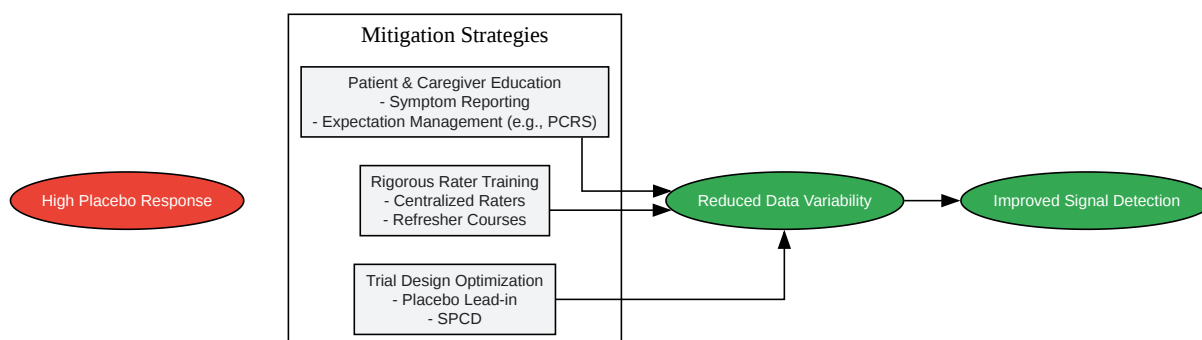 Mitigation Strategies
Patient & Caregiver Education
- Symptom Reporting
- Expectation Management (e.g., PCRS)
High Placebo Response
Rigorous Rater Training
- Centralized Raters
- Refresher Courses
Reduced Data Variability
Improved Signal Detection
Trial Design Optimization
- Placebo Lead-in
- SPCD